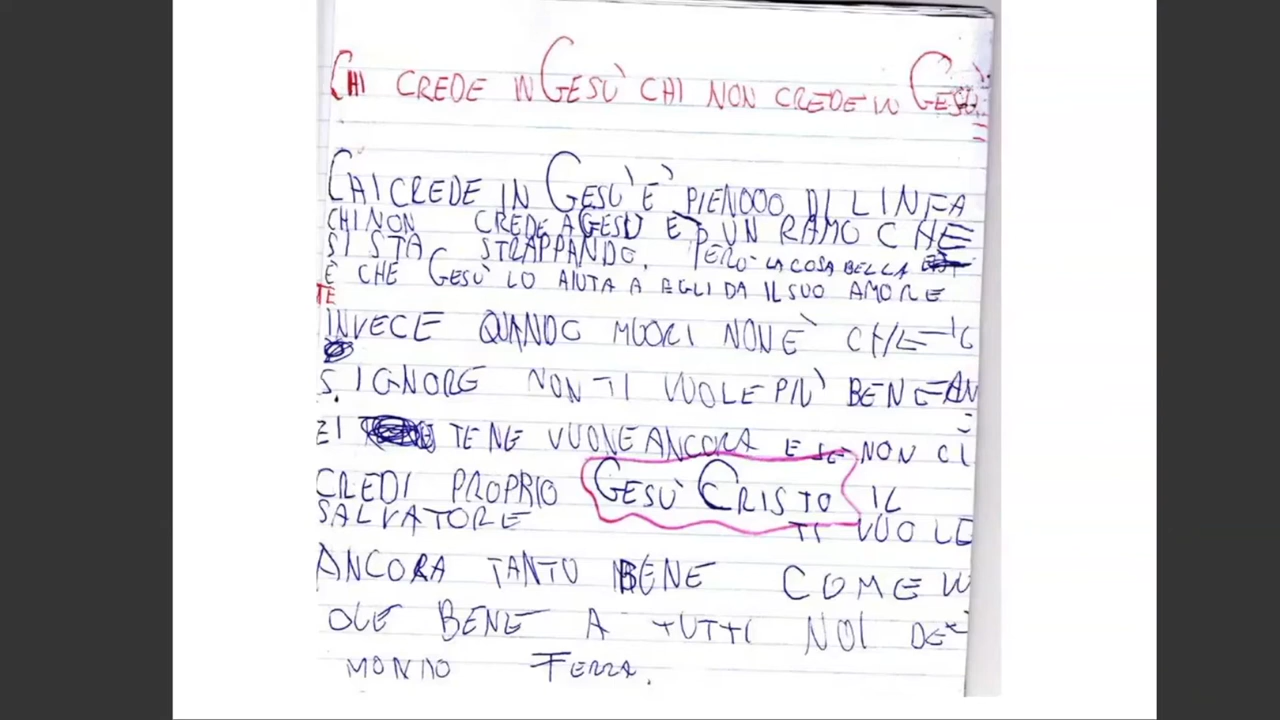 CHI CREDE IN GESÙ CHI NON CREDE IN GESÙ...
CHI CREDE IN GESÙ È PIENOOO DI LINFA
CHI NON CREDE A GESÙ È UN RAMO CHE
SI STA STRAPPANDO. PERÒ LA COSA BELLA
È CHE GESÙ LO AIUTA A EGLI DA IL SUO AMORE
TE
INVECE QUANDO MUORI NON È CHE IL
SIGNORE NON TI VUOLE PIÙ BENE AN
ZI TE NE VUONE ANCORA E SE NON CI
CREDI PROPRIO GESÙ CRISTO IL
SALVATORE TI VUOLE
ANCORA TANTO BENE COME VU
OLE BENE A TUTTI NOI DEL
MONDO TERRA.